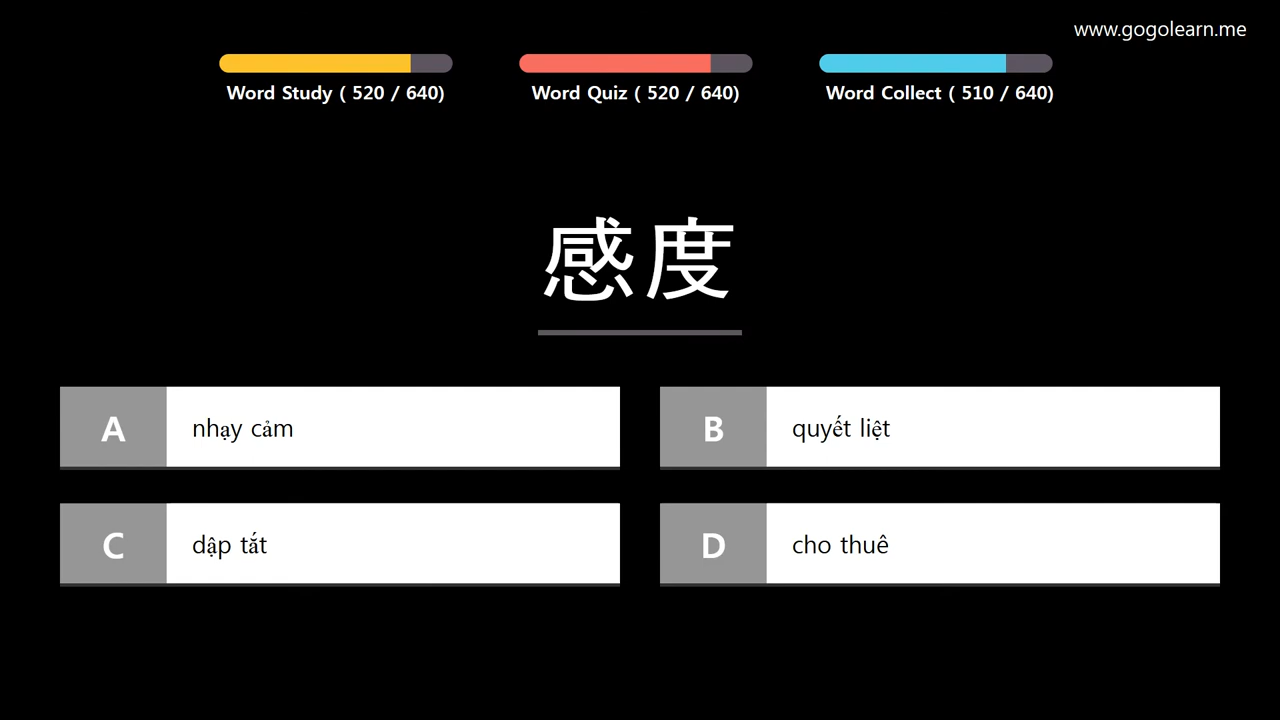 www.gogolearn.me
Word Study ( 520 / 640)
Word Quiz ( 520 / 640)
Word Collect ( 510 / 640)
感度
A nhạy cảm
B quyết liệt
C dập tắt
D cho thuê